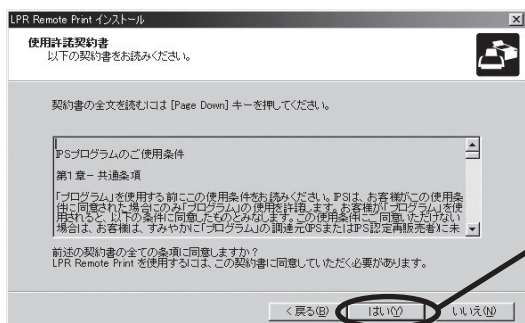 LPR Remote Print インストール
使用許諾契約書
以下の契約書をお読みください。
契約書の全文を読むには [Page Down] キーを押してください。
IPSプログラムのご使用条件
第1章− 共通条項
「プログラム」を使用する前にこの使用条件をお読みください。IPSは、お客様がこの使用条
件に同意された場合にのみ「プログラム」の使用を許諾します。お客様が「プログラム」を使
用されると、以下の条件に同意したものとみなします。この使用条件にご同意いただけない
場合は、お客様は、すみやかに「プログラム」の調達元(IPSまたはIPS認定再販売者)に未
前述の契約書の全ての条項に同意しますか?
LPR Remote Print を使用するには、この契約書に同意していただく必要があります。
< 戻る(B)
はい(Y)
いいえ(N)